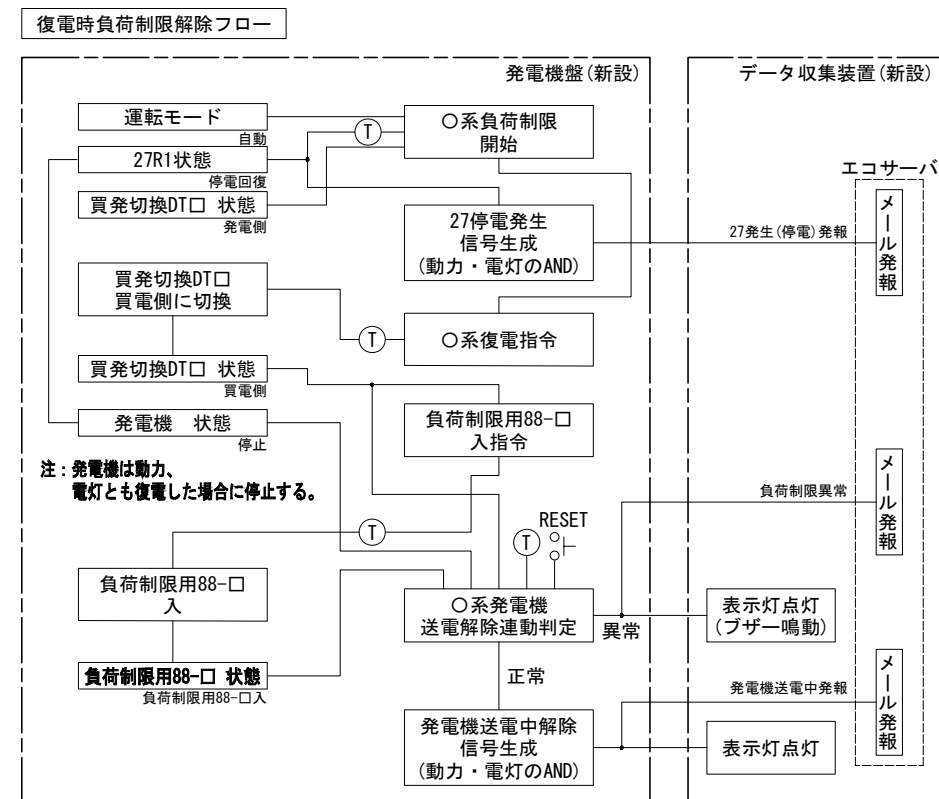 復電時負荷制限解除フロー
発電機盤(新設)
データ収集装置(新設)
運転モード
自動
T
〇系負荷制限
開始
27R1状態
停電回復
エコサーバ
買発切換DT□ 状態
発電側
27停電発生
信号生成
(動力・電灯のAND)
27発生(停電)発報
メール発報
買発切換DT□
買電側に切換
T
〇系復電指令
買発切換DT□ 状態
買電側
負荷制限用88-□
入指令
発電機 状態
停止
注：発電機は動力、
電灯とも復電した場合に停止する。
負荷制限異常
メール発報
T
T
RESET
負荷制限用88-□
入
〇系発電機
送電解除連動判定
異常
表示灯点灯
(ブザー鳴動)
負荷制限用88-□ 状態
負荷制限用88-□入
正常
発電機送電中発報
メール発報
発電機送電中解除
信号生成
(動力・電灯のAND)
表示灯点灯